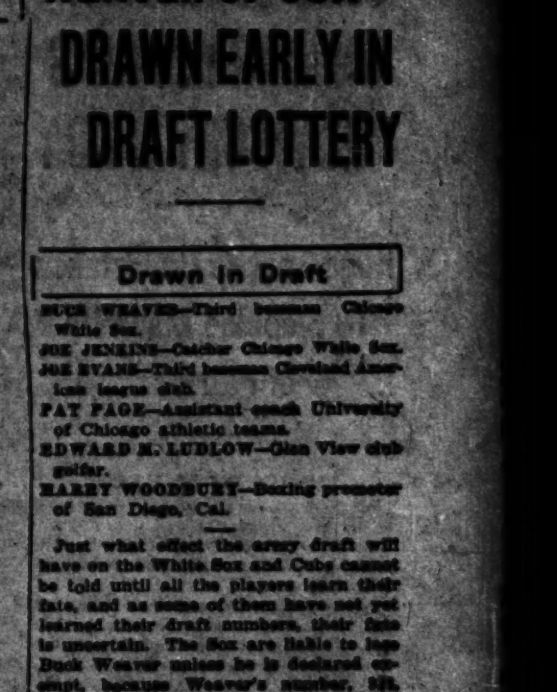 DRAWN EARLY IN
DRAFT LOTTERY
Drawn in Draft
BUCK WEAVER—Third baseman Chicago
White Sox.
JOE JENKINS—Catcher Chicago White Sox.
JOE EVANS—Third baseman Cleveland Amer-
ican league club.
PAT PAGE—Assistant coach University
of Chicago athletic teams.
EDWARD M. LUDLOW—Glen View club
golfer.
HARRY WOODBURY—Boxing promoter
of San Diego, Cal.
Just what effect the army draft will
have on the White Sox and Cubs cannot
be told until all the players learn their
fate, and as some of them have not yet
learned their draft numbers, their fate
is uncertain. The Sox are liable to lose
Buck Weaver unless he is declared ex-
empt, because Weaver's number,